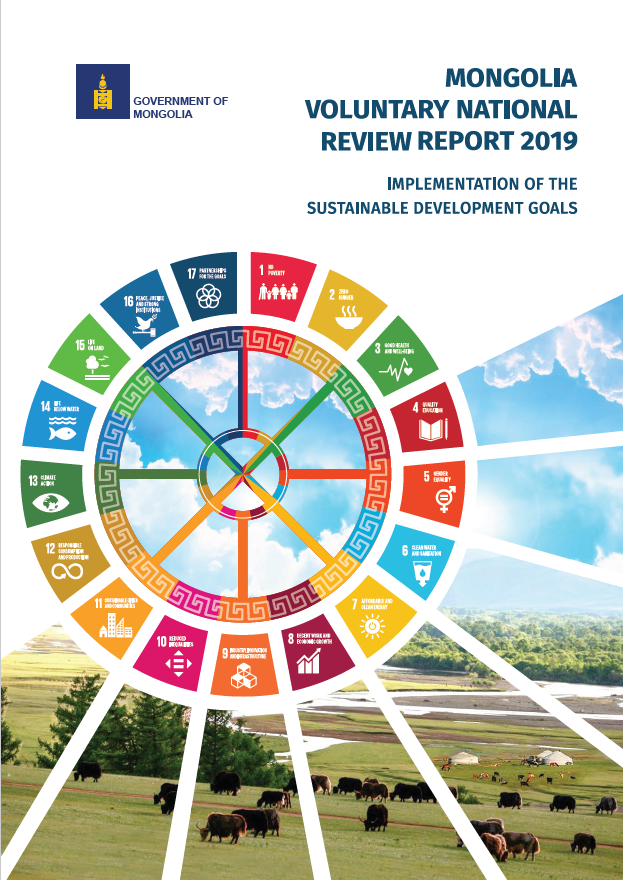 GOVERNMENT OF
MONGOLIA
MONGOLIA
VOLUNTARY NATIONAL
REVIEW REPORT 2019
IMPLEMENTATION OF THE
SUSTAINABLE DEVELOPMENT GOALS
17 PARTNERSHIPS
FOR THE GOALS
1 NO
POVERTY
2 ZERO
HUNGER
3 GOOD HEALTH
AND WELL-BEING
4 QUALITY
EDUCATION
5 GENDER
EQUALITY
6 CLEAN WATER
AND SANITATION
7 AFFORDABLE AND
CLEAN ENERGY
8 DECENT WORK AND
ECONOMIC GROWTH
9 INDUSTRY, INNOVATION
AND INFRASTRUCTURE
10 REDUCED
INEQUALITIES
11 SUSTAINABLE CITIES
AND COMMUNITIES
12 RESPONSIBLE
CONSUMPTION
AND PRODUCTION
13 CLIMATE
ACTION
14 LIFE
BELOW WATER
15 LIFE
ON LAND
16 PEACE, JUSTICE
AND STRONG
INSTITUTIONS